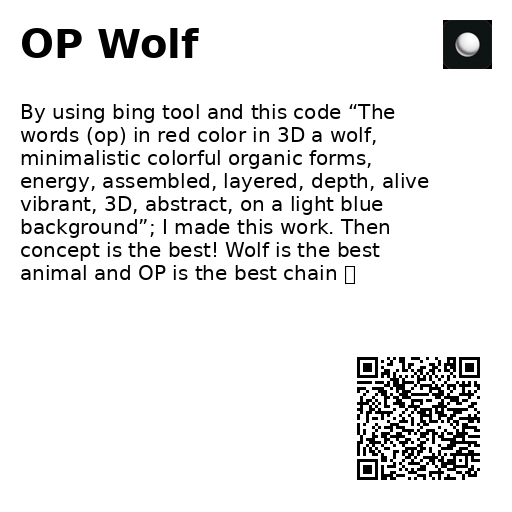 OP Wolf
By using bing tool and this code “The
words (op) in red color in 3D a wolf,
minimalistic colorful organic forms,
energy, assembled, layered, depth, alive
vibrant, 3D, abstract, on a light blue
background”; I made this work. Then
concept is the best! Wolf is the best
animal and OP is the best chain